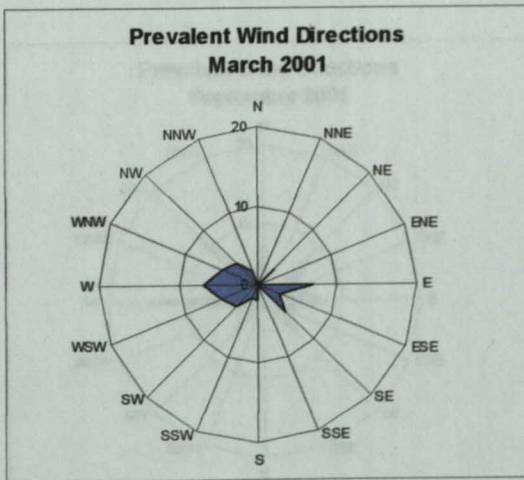 Prevalent Wind Directions
March 2001
N
NNW 20 NNE
NW NE
10
WNW ENE
W 0 E
WSW ESE
SW SE
SSW SSE
S